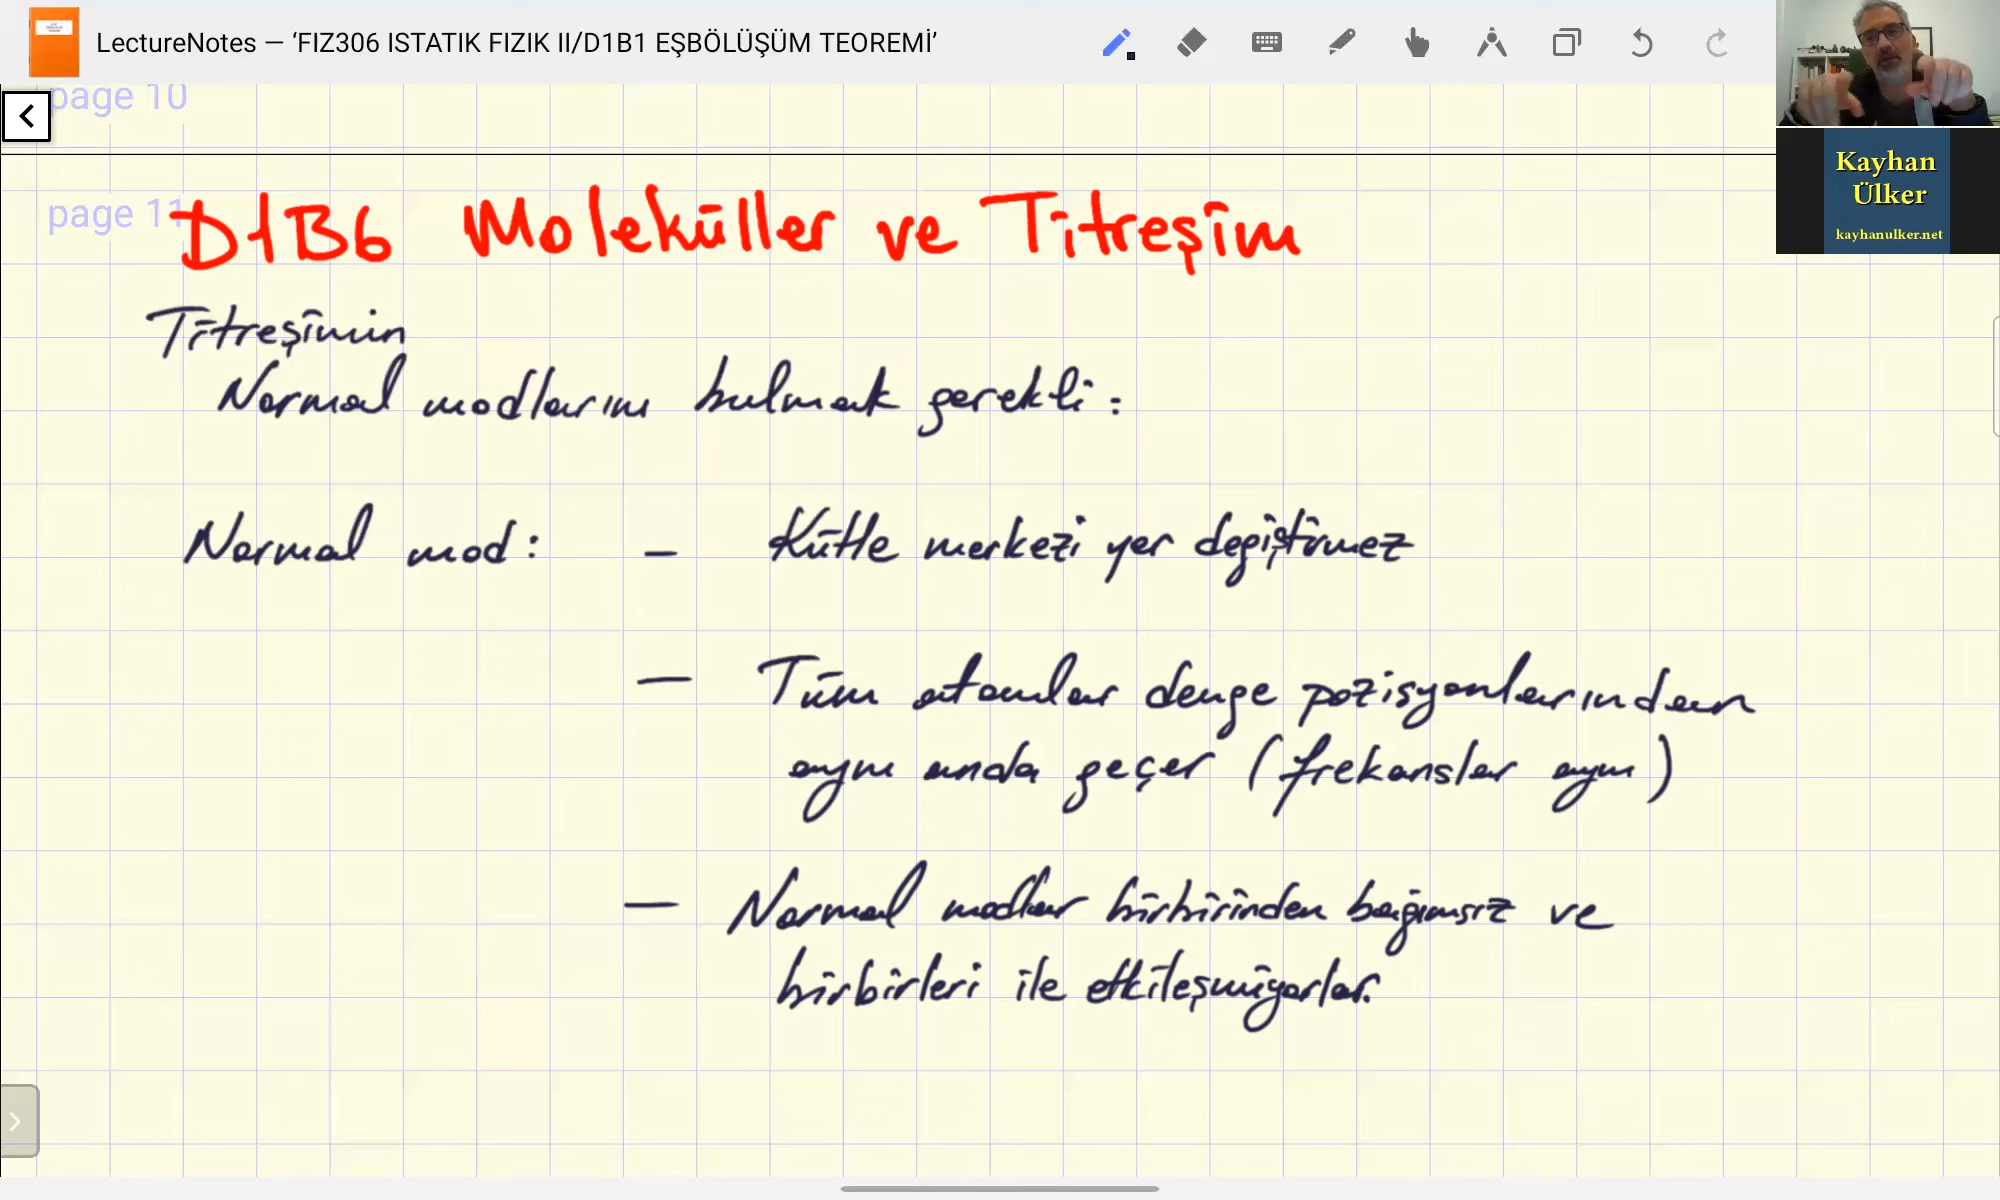 LectureNotes — ‘FIZ306 ISTATIK FIZIK II/D1B1 EŞBÖLÜŞÜM TEOREMİ’
Kayhan
Ülker
kayhanulker.net
page 10
page 11
D1B6 Moleküller ve Titreşim
Titreşimin
Normal modlarını bulmak gerekli:
Normal mod: – Kütle merkezi yer değiştirmez
– Tüm atomlar denge pozisyonlarından
aynı anda geçer (frekanslar aynı)
– Normal modlar birbirinden bağımsız ve
birbirleri ile etkileşmiyorlar.